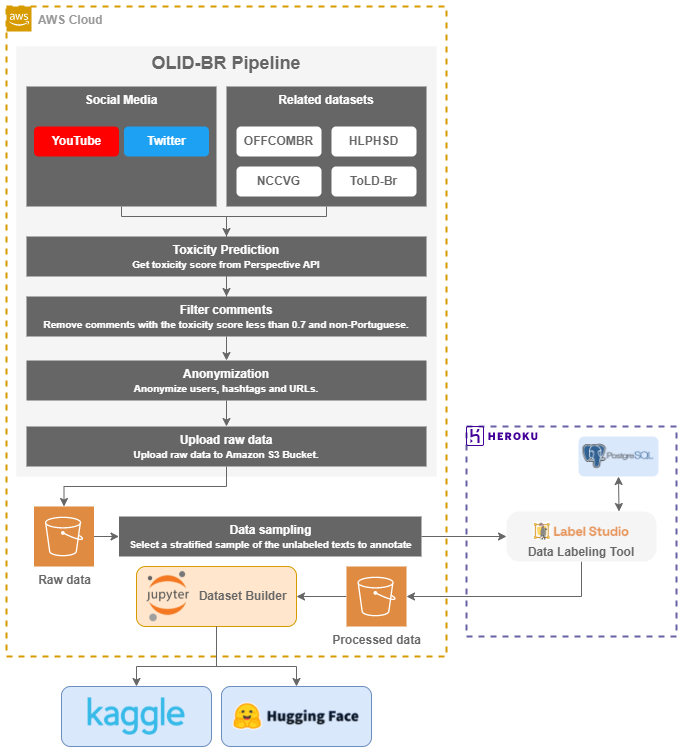 aws
AWS Cloud
OLID-BR Pipeline
Social Media
YouTube
Twitter
Related datasets
OFFCOMBR
HLPHSD
NCCVG
ToLD-Br
Toxicity Prediction
Get toxicity score from Perspective API
Filter comments
Remove comments with the toxicity score less than 0.7 and non-Portuguese.
Anonymization
Anonymize users, hashtags and URLs.
Upload raw data
Upload raw data to Amazon S3 Bucket.
HEROKU
PostgreSQL
Raw data
Data sampling
Select a stratified sample of the unlabeled texts to annotate
Label Studio
Data Labeling Tool
jupyter
Dataset Builder
Processed data
kaggle
Hugging Face